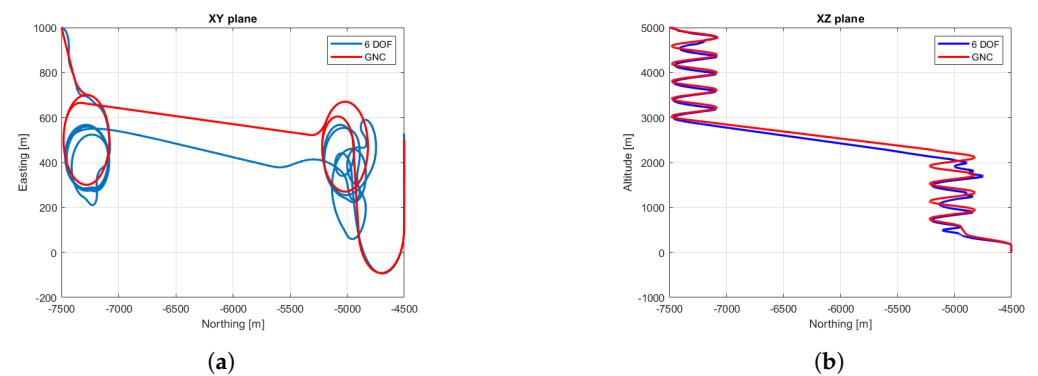 XY plane
1000
800
600
400
200
0
-200
Easting [m]
6 DOF
GNC
-7500 -7000 -6500 -6000 -5500 -5000 -4500
Northing [m]
(a)
XZ plane
5000
4000
3000
2000
1000
0
-1000
Altitude [m]
6 DOF
GNC
-7500 -7000 -6500 -6000 -5500 -5000 -4500
Northing [m]
(b)